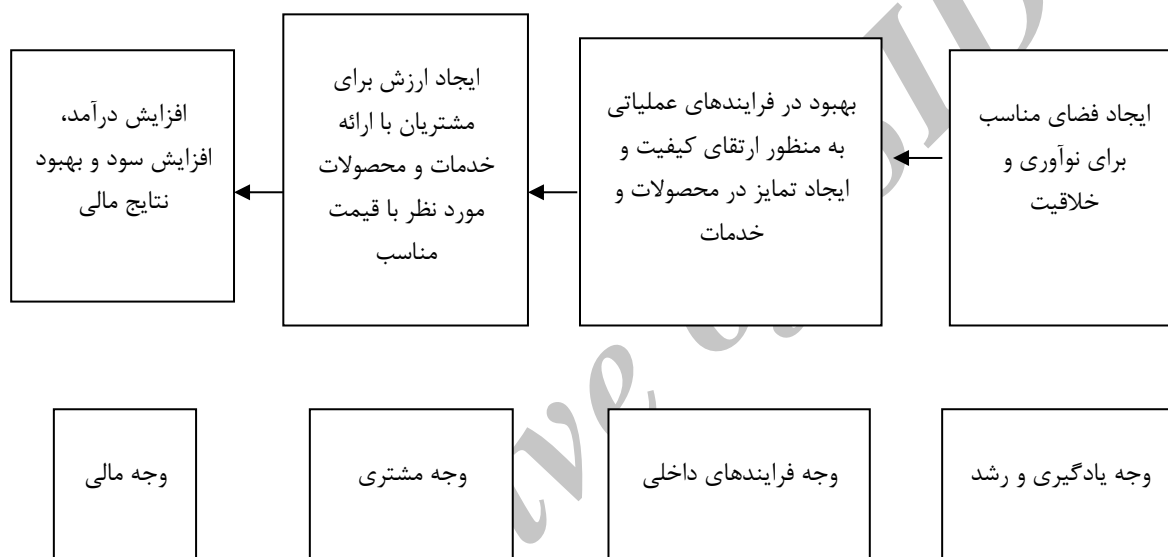 ایجاد فضای مناسب
برای نوآوری و
خلاقیت
بهبود در فرایندهای عملیاتی
به منظور ارتقای کیفیت و
ایجاد تمایز در محصولات و
خدمات
ایجاد ارزش برای
مشتریان با ارائه
خدمات و محصولات
مورد نظر با قیمت
مناسب
افزایش درآمد،
افزایش سود و بهبود
نتایج مالی
وجه یادگیری و رشد
وجه فرایندهای داخلی
وجه مشتری
وجه مالی